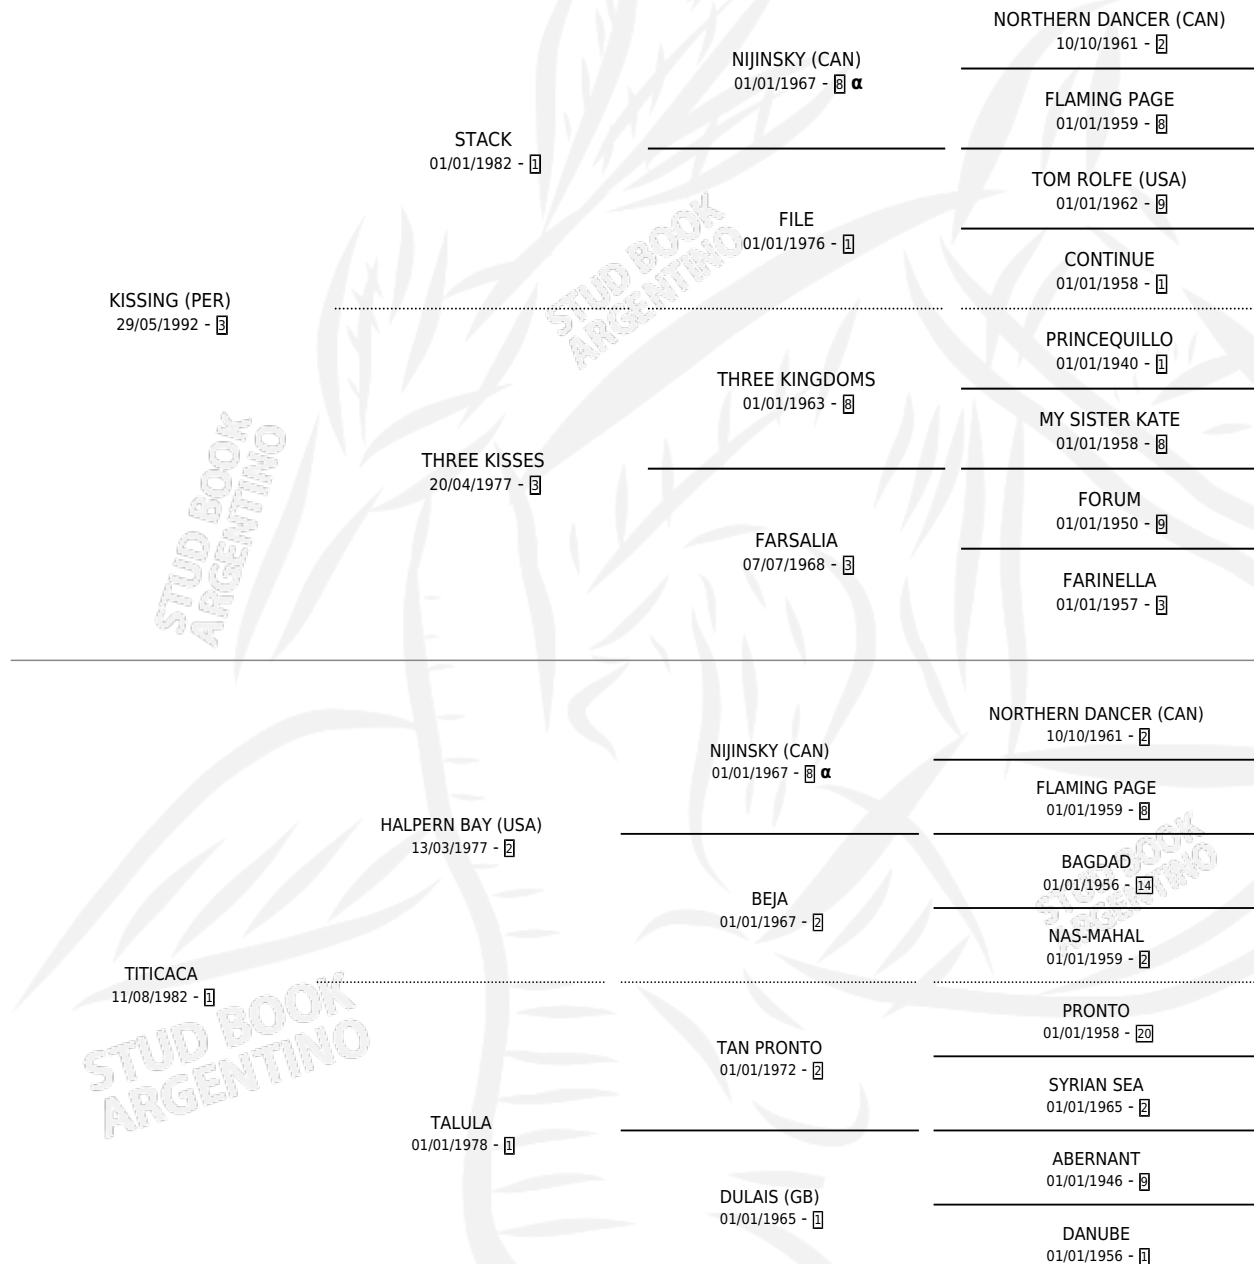 NORTHERN DANCER (CAN)
10/10/1961 - 2
NIJINSKY (CAN)
01/01/1967 - 8 α
FLAMING PAGE
01/01/1959 - 8
STACK
01/01/1982 - 1
TOM ROLFE (USA)
01/01/1962 - 9
FILE
01/01/1976 - 1
CONTINUE
01/01/1958 - 1
KISSING (PER)
29/05/1992 - 3
PRINCEQUILLO
01/01/1940 - 1
THREE KINGDOMS
01/01/1963 - 8
MY SISTER KATE
01/01/1958 - 8
THREE KISSES
20/04/1977 - 3
FORUM
01/01/1950 - 9
FARSALIA
07/07/1968 - 3
FARINELLA
01/01/1957 - 3
NORTHERN DANCER (CAN)
10/10/1961 - 2
NIJINSKY (CAN)
01/01/1967 - 8 α
FLAMING PAGE
01/01/1959 - 8
HALPERN BAY (USA)
13/03/1977 - 2
BAGDAD
01/01/1956 - 14
BEJA
01/01/1967 - 2
NAS-MAHAL
01/01/1959 - 2
TITICACA
11/08/1982 - 1
PRONTO
01/01/1958 - 20
TAN PRONTO
01/01/1972 - 2
SYRIAN SEA
01/01/1965 - 2
TALULA
01/01/1978 - 1
ABERNANT
01/01/1946 - 9
DULAIS (GB)
01/01/1965 - 1
DANUBE
01/01/1956 - 1
STUD BOOK
ARGENTINO
STUD BOOK
ARGENTINO
STUD BOOK
ARGENTINO
STUD BOOK
ARGENTINO